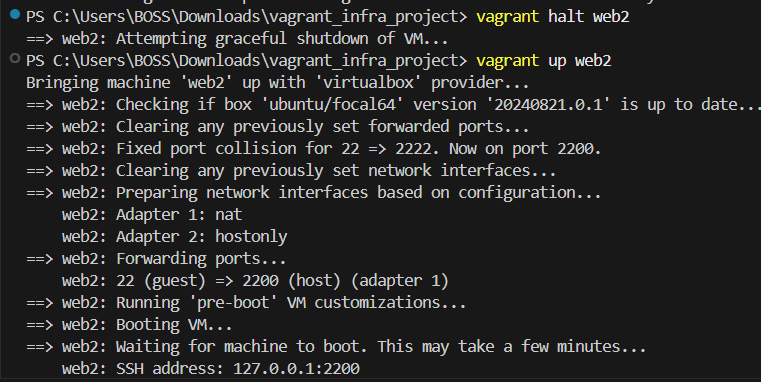 PS C:\Users\BOSS\Downloads\vagrant_infra_project> vagrant halt web2
==> web2: Attempting graceful shutdown of VM...
PS C:\Users\BOSS\Downloads\vagrant_infra_project> vagrant up web2
Bringing machine 'web2' up with 'virtualbox' provider...
==> web2: Checking if box 'ubuntu/focal64' version '20240821.0.1' is up to date...
==> web2: Clearing any previously set forwarded ports...
==> web2: Fixed port collision for 22 => 2222. Now on port 2200.
==> web2: Clearing any previously set network interfaces...
==> web2: Preparing network interfaces based on configuration...
    web2: Adapter 1: nat
    web2: Adapter 2: hostonly
==> web2: Forwarding ports...
    web2: 22 (guest) => 2200 (host) (adapter 1)
==> web2: Running 'pre-boot' VM customizations...
==> web2: Booting VM...
==> web2: Waiting for machine to boot. This may take a few minutes...
    web2: SSH address: 127.0.0.1:2200